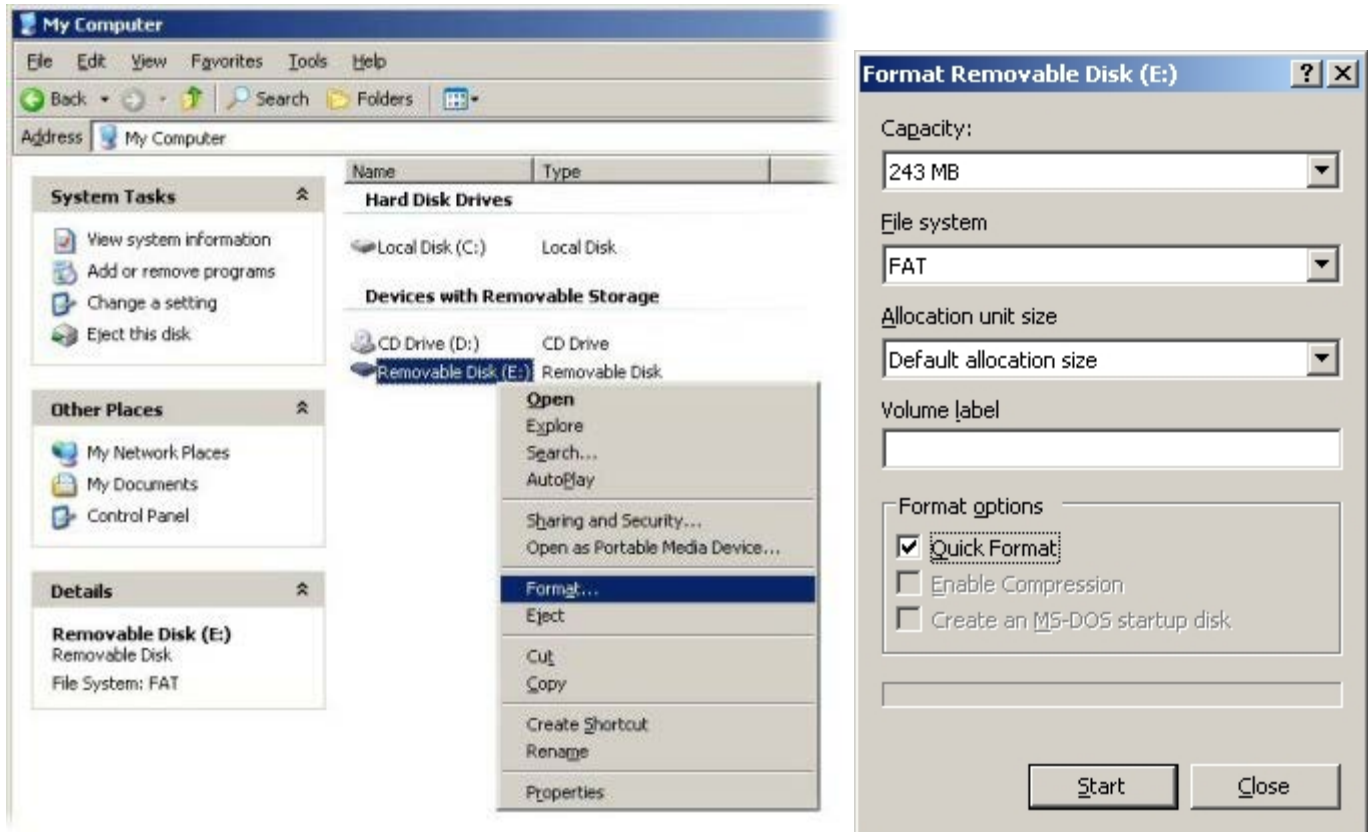 My Computer
File Edit View Favorites Tools Help
Back Search Folders
Address My Computer
System Tasks
View system information
Add or remove programs
Change a setting
Eject this disk
Other Places
My Network Places
My Documents
Control Panel
Details
Removable Disk (E:)
Removable Disk
File System: FAT
Name Type
Hard Disk Drives
Local Disk (C:) Local Disk
Devices with Removable Storage
CD Drive (D:) CD Drive
Removable Disk (E:) Removable Disk
Open
Explore
Search...
AutoPlay
Sharing and Security...
Open as Portable Media Device...
Format...
Eject
Cut
Copy
Create Shortcut
Rename
Properties
Format Removable Disk (E:)
Capacity:
243 MB
File system
FAT
Allocation unit size
Default allocation size
Volume label
Format options
Quick Format
Enable Compression
Create an MS-DOS startup disk
Start Close